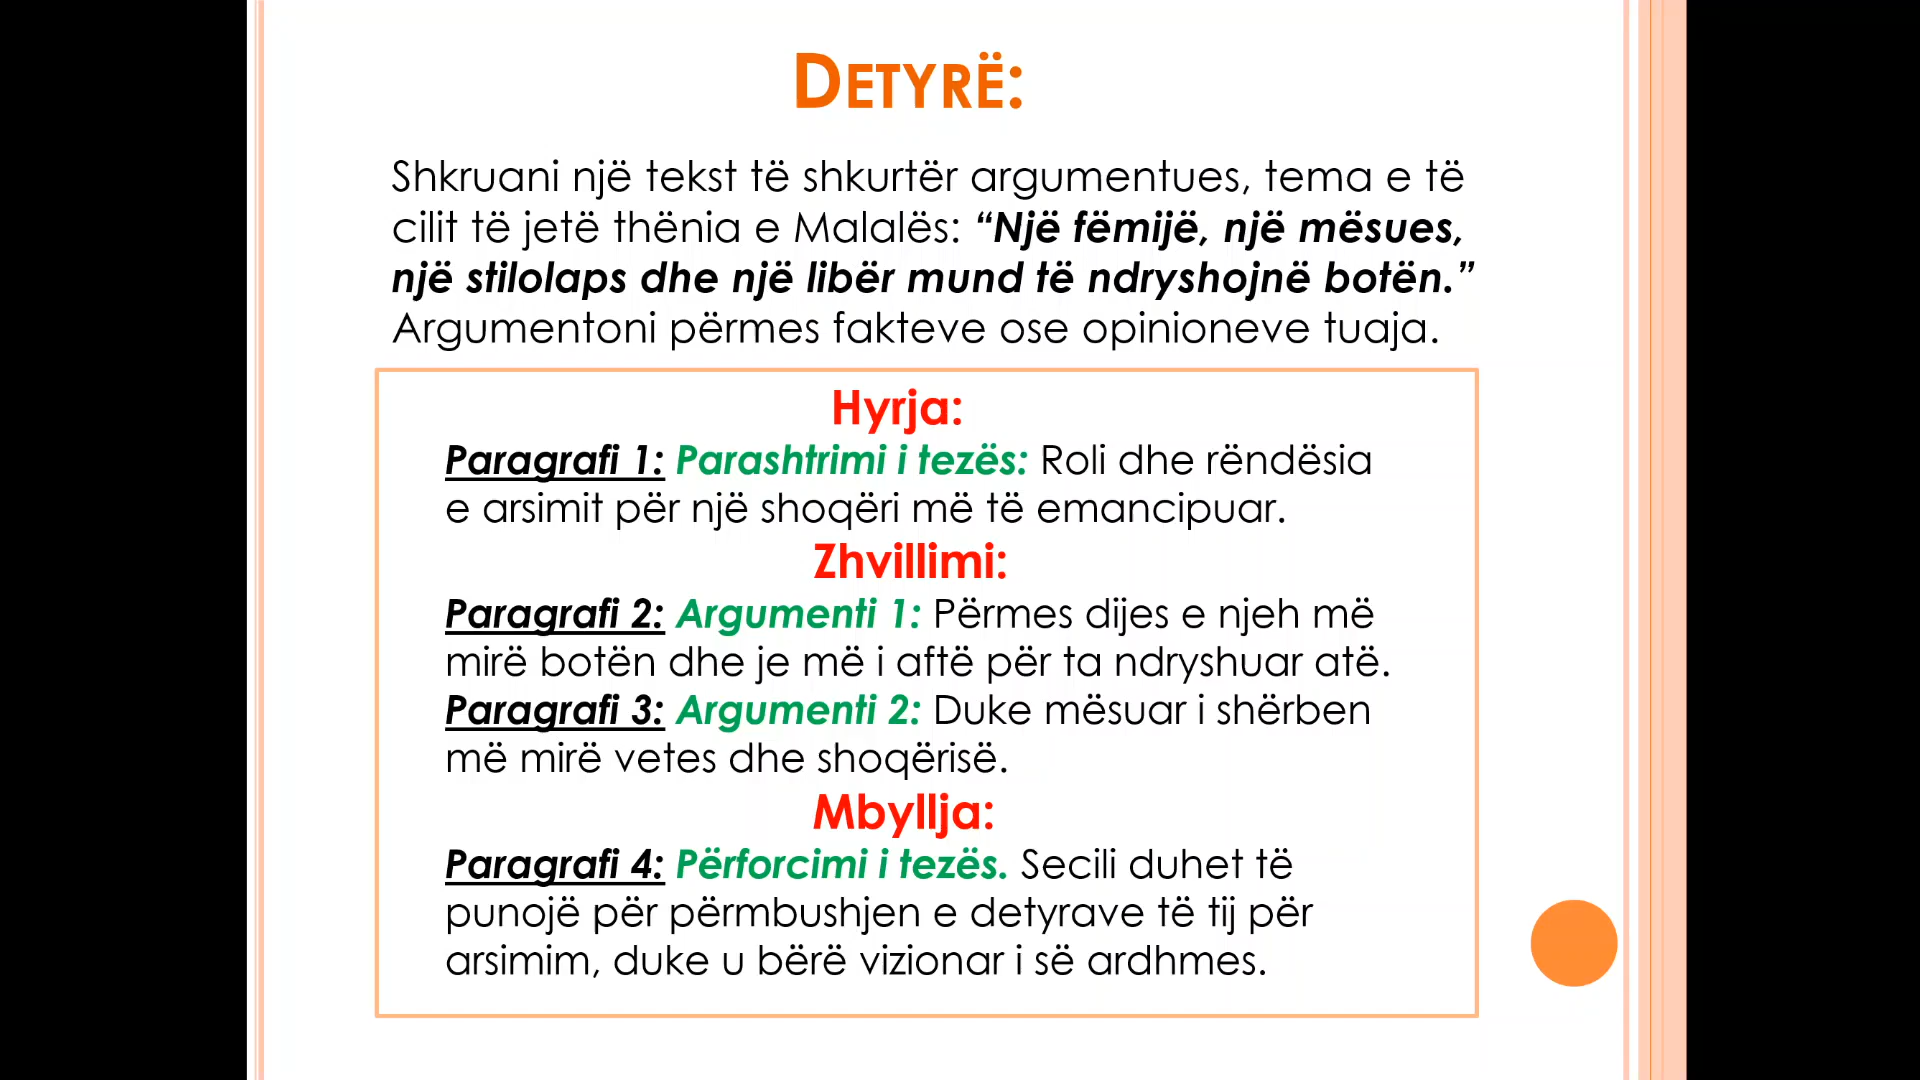 DETYRË:
Shkruani një tekst të shkurtër argumentues, tema e të
cilit të jetë thënia e Malalës: “Një fëmijë, një mësues,
një stilolaps dhe një libër mund të ndryshojnë botën.”
Argumentoni përmes fakteve ose opinioneve tuaja.
Hyrja:
Paragrafi 1: Parashtrimi i tezës: Roli dhe rëndësia
e arsimit për një shoqëri më të emancipuar.
Zhvillimi:
Paragrafi 2: Argumenti 1: Përmes dijes e njeh më
mirë botën dhe je më i aftë për ta ndryshuar atë.
Paragrafi 3: Argumenti 2: Duke mësuar i shërben
më mirë vetes dhe shoqërisë.
Mbyllja:
Paragrafi 4: Përforcimi i tezës. Secili duhet të
punojë për përmbushjen e detyrave të tij për
arsimim, duke u bërë vizionar i së ardhmes.